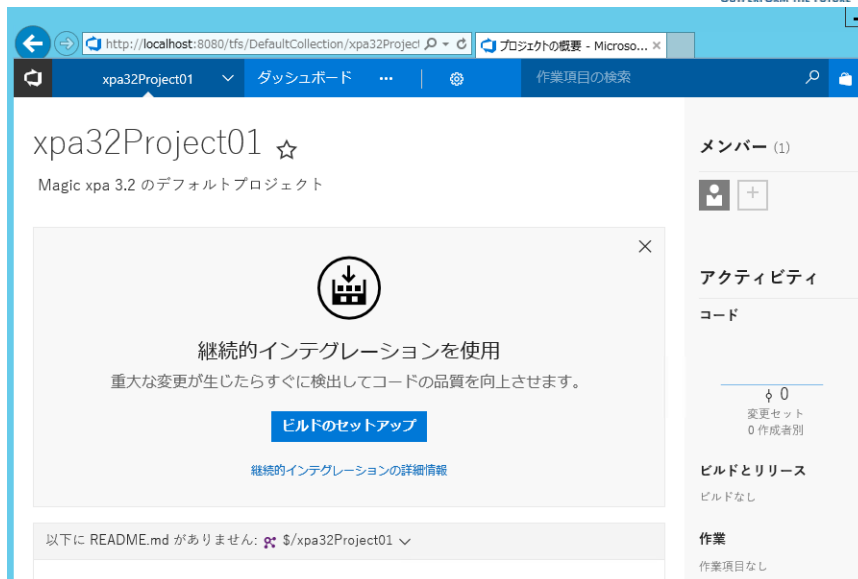 http://localhost:8080/tfs/DefaultCollection/xpa32Project
プロジェクトの概要 - Microso...
xpa32Project01
ダッシュボード
作業項目の検索
xpa32Project01
Magic xpa 3.2 のデフォルトプロジェクト
継続的インテグレーションを使用
重大な変更が生じたらすぐに検出してコードの品質を向上させます。
ビルドのセットアップ
継続的インテグレーションの詳細情報
以下に README.md がありません: $/xpa32Project01
メンバー (1)
アクティビティ
コード
0
変更セット
0 作成者別
ビルドとリリース
ビルドなし
作業
作業項目なし